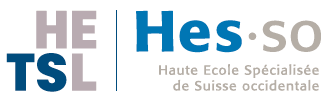 HE
TSL
Hes·so
Haute Ecole Spécialisée
de Suisse occidentale